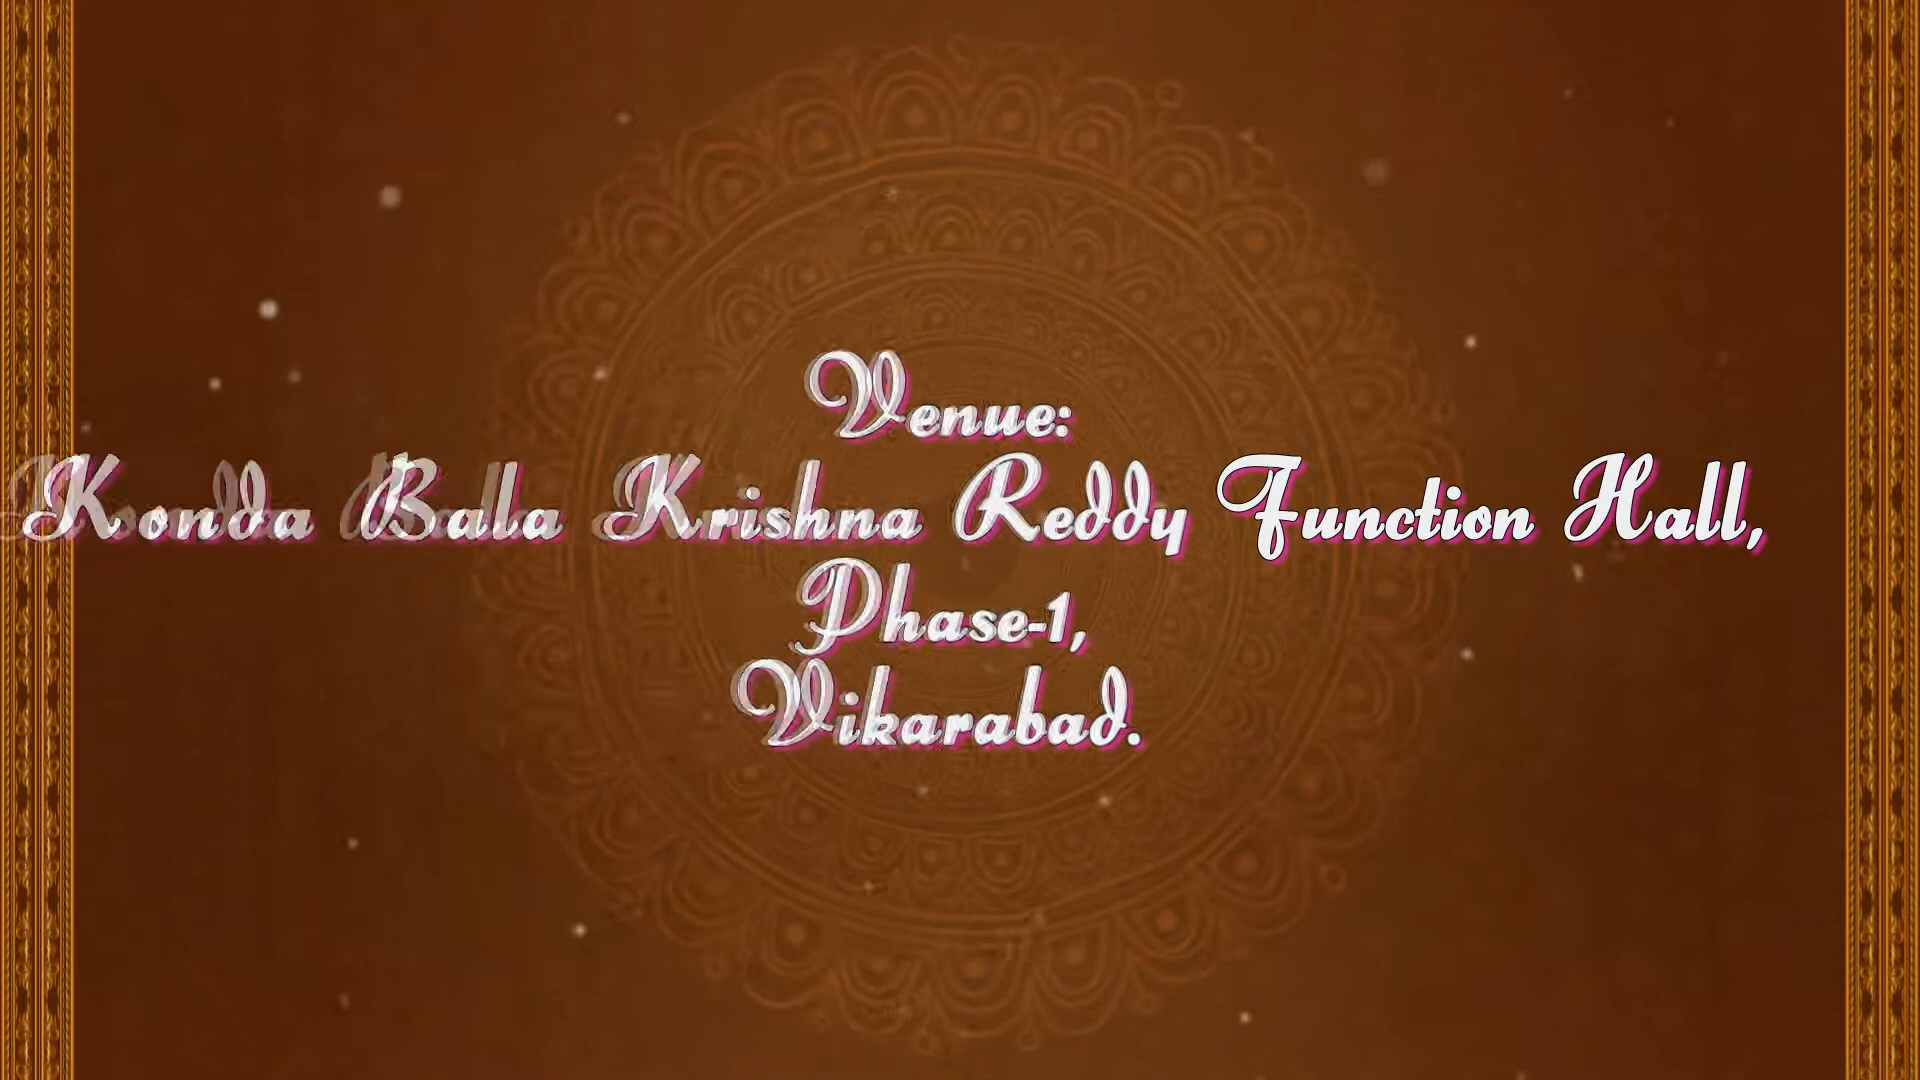 Venue:
Konda Bala Krishna Reddy Function Hall,
Phase-1,
Vikarabad.